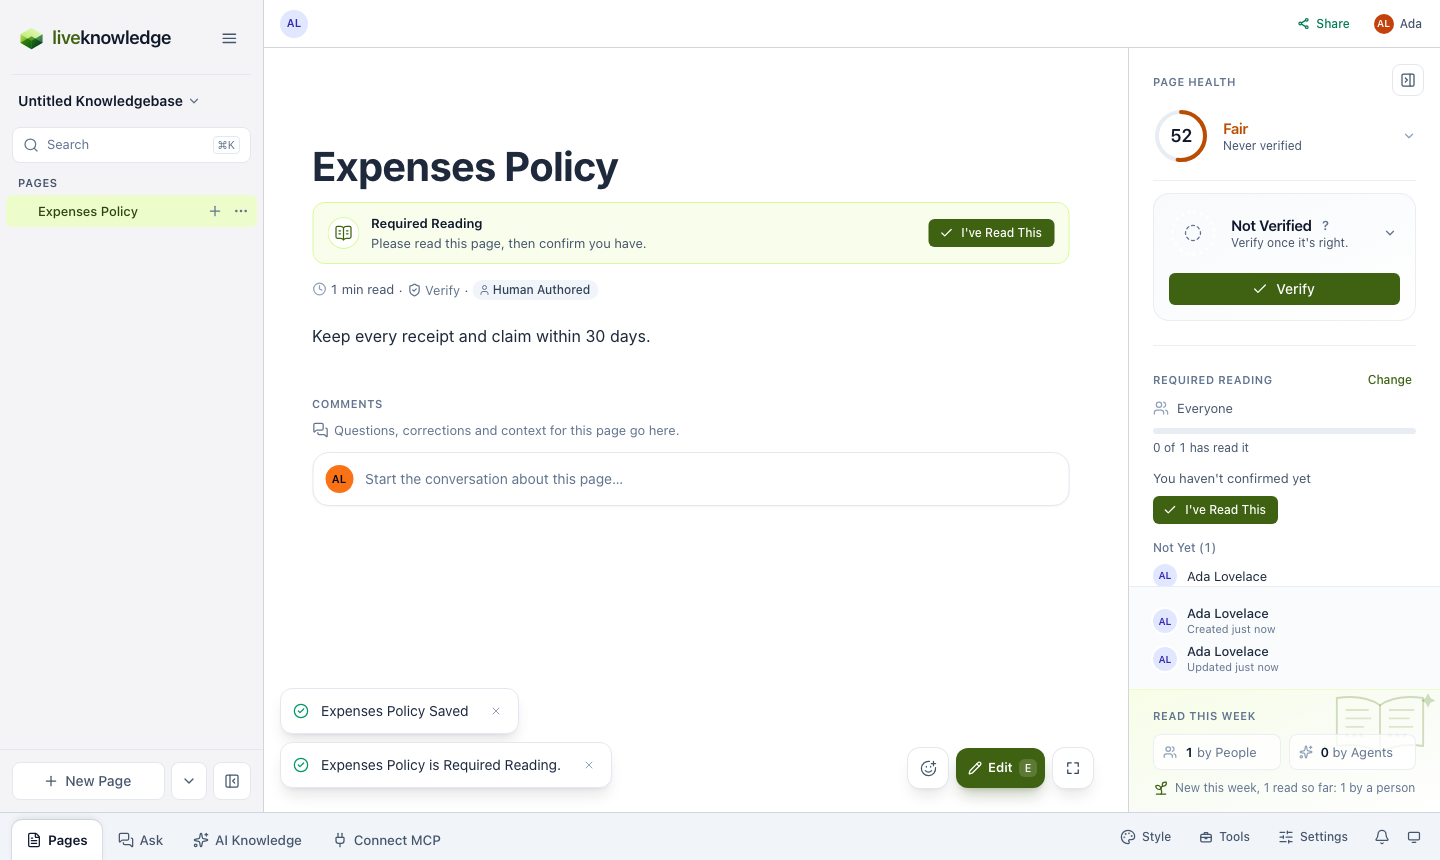 liveknowledge
Untitled Knowledgebase
Search
⌘K
PAGES
Expenses Policy
New Page
AL
Share
AL
Ada
Expenses Policy
Required Reading
Please read this page, then confirm you have.
I've Read This
1 min read · Verify · Human Authored
Keep every receipt and claim within 30 days.
COMMENTS
Questions, corrections and context for this page go here.
AL
Start the conversation about this page...
Expenses Policy Saved
Expenses Policy is Required Reading.
Edit
E
PAGE HEALTH
52
Fair
Never verified
Not Verified ?
Verify once it's right.
Verify
REQUIRED READING
Change
Everyone
0 of 1 has read it
You haven't confirmed yet
I've Read This
Not Yet (1)
AL
Ada Lovelace
AL
Ada Lovelace
Created just now
AL
Ada Lovelace
Updated just now
READ THIS WEEK
1 by People
0 by Agents
New this week, 1 read so far: 1 by a person
Pages
Ask
AI Knowledge
Connect MCP
Style
Tools
Settings